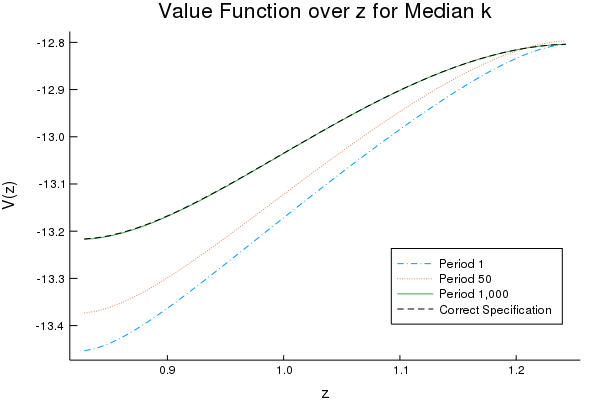 Value Function over z for Median k
-12.8
-12.9
-13.0
-13.1
-13.2
-13.3
-13.4
V(z)
0.9 1.0 1.1 1.2
z
Period 1
Period 50
Period 1,000
Correct Specification